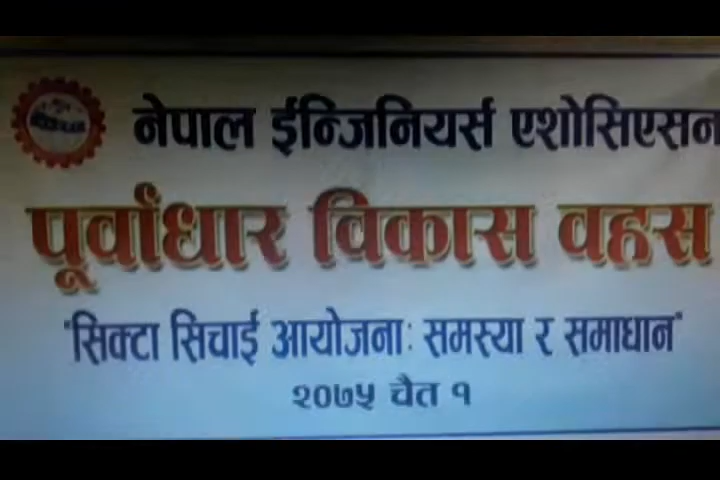 नेपाल ईन्जिनियर्स एशोसिएसन
पूर्वांधार विकास वहस
"सिक्टा सिचाई आयोजनाः समस्या र समाधान"
२०७५ चैत १